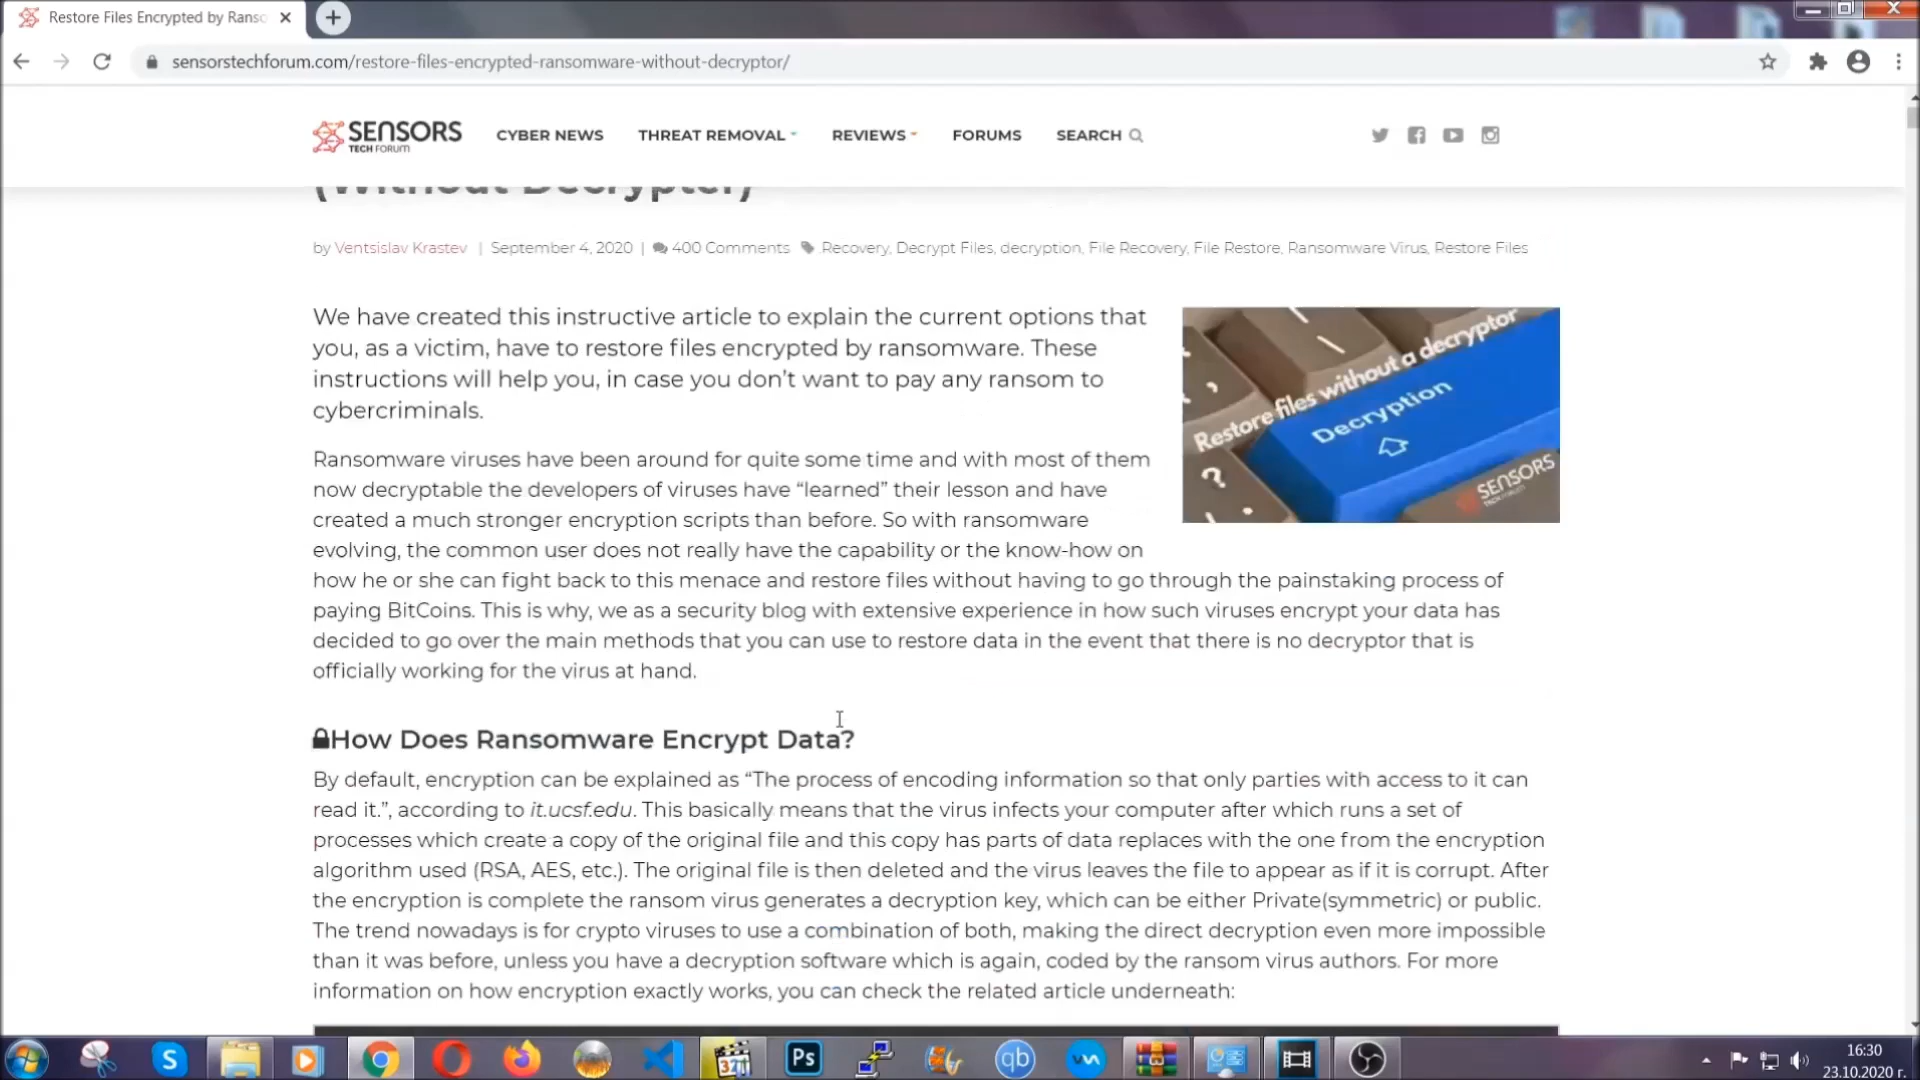 Restore Files Encrypted by Ranso
sensorstechforum.com/restore-files-encrypted-ransomware-without-decryptor/
SENSORS
TECH FORUM
CYBER NEWS
THREAT REMOVAL
REVIEWS
FORUMS
SEARCH
(Without Decrypter)
by Ventsislav Krastev | September 4, 2020 | 400 Comments Recovery, Decrypt Files, decryption, File Recovery, File Restore, Ransomware Virus, Restore Files
We have created this instructive article to explain the current options that
you, as a victim, have to restore files encrypted by ransomware. These
instructions will help you, in case you don’t want to pay any ransom to
cybercriminals.
Restore files without a decryptor
Decryption
SENSORS
Ransomware viruses have been around for quite some time and with most of them
now decryptable the developers of viruses have “learned” their lesson and have
created a much stronger encryption scripts than before. So with ransomware
evolving, the common user does not really have the capability or the know-how on
how he or she can fight back to this menace and restore files without having to go through the painstaking process of
paying BitCoins. This is why, we as a security blog with extensive experience in how such viruses encrypt your data has
decided to go over the main methods that you can use to restore data in the event that there is no decryptor that is
officially working for the virus at hand.
How Does Ransomware Encrypt Data?
By default, encryption can be explained as “The process of encoding information so that only parties with access to it can
read it.”, according to it.ucsf.edu. This basically means that the virus infects your computer after which runs a set of
processes which create a copy of the original file and this copy has parts of data replaces with the one from the encryption
algorithm used (RSA, AES, etc.). The original file is then deleted and the virus leaves the file to appear as if it is corrupt. After
the encryption is complete the ransom virus generates a decryption key, which can be either Private(symmetric) or public.
The trend nowadays is for crypto viruses to use a combination of both, making the direct decryption even more impossible
than it was before, unless you have a decryption software which is again, coded by the ransom virus authors. For more
information on how encryption exactly works, you can check the related article underneath:
S
321
Ps
qb
16:30
23.10.2020 г.